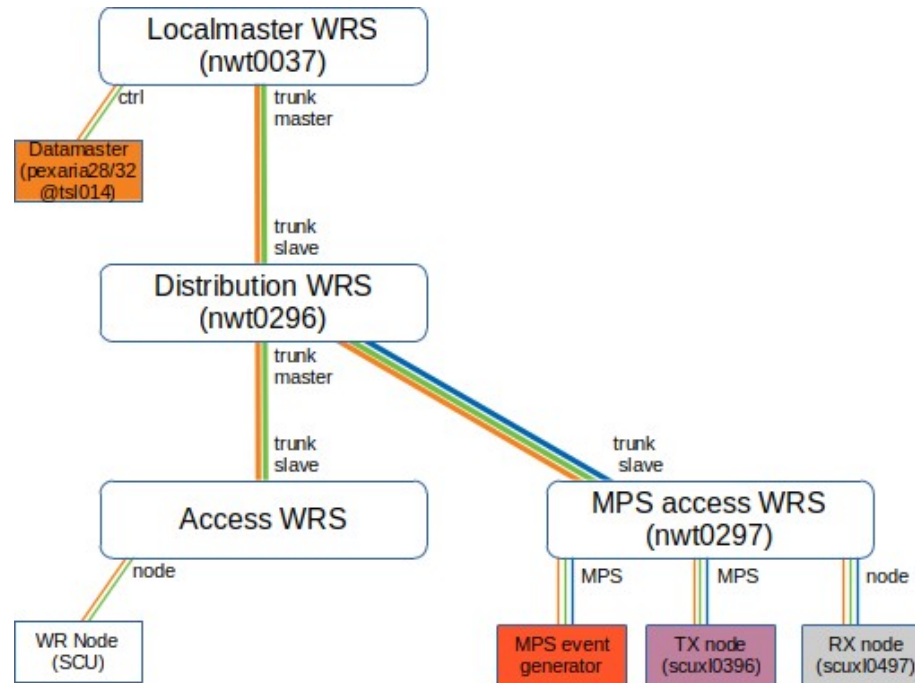 Localmaster WRS
(nwt0037)
ctrl
trunk
master
Datamaster
(pexaria28/32
@tsl014)
trunk
slave
Distribution WRS
(nwt0296)
trunk
master
trunk
slave
trunk
slave
Access WRS
MPS access WRS
(nwt0297)
node
MPS
MPS
node
WR Node
(SCU)
MPS event
generator
TX node
(scuxl0396)
RX node
(scuxl0497)